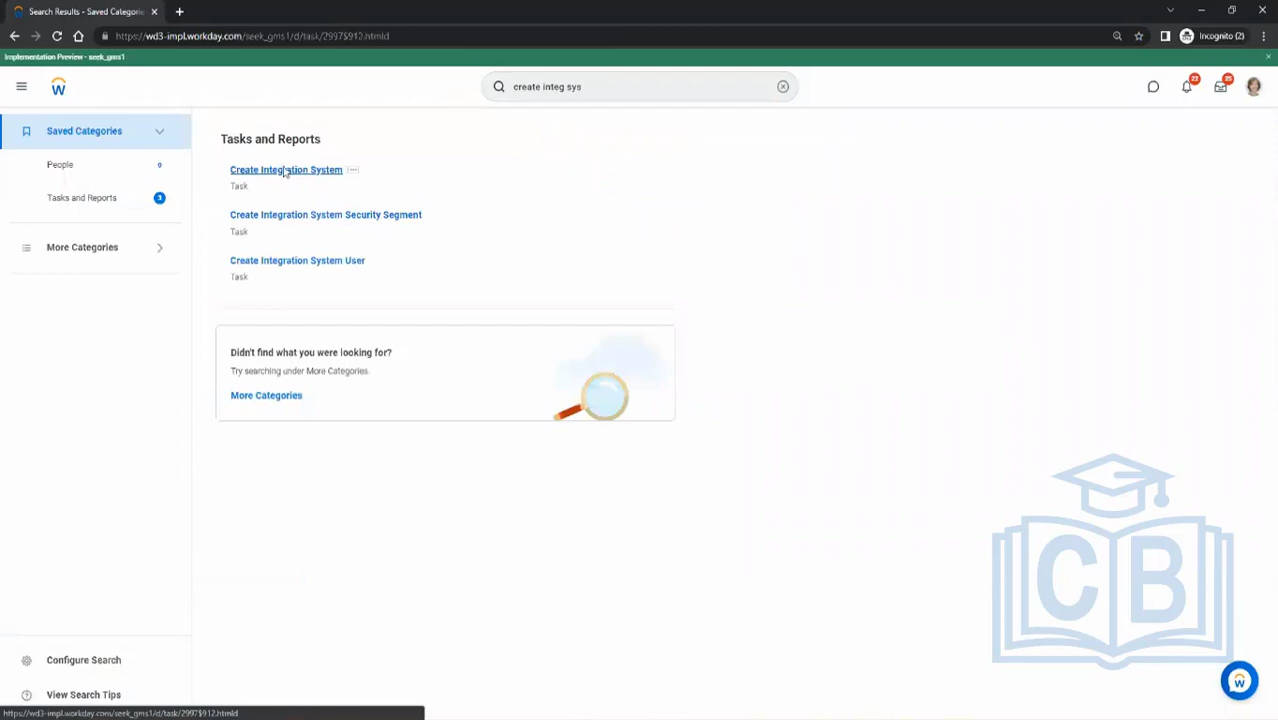 Search Results - Saved Categorie
https://wd3-impl.workday.com/seek_gms1/d/task/2997$912.htmld
Incognito (2)
Implementation Preview - seek_gms1
create integ sys
22
25
Saved Categories
People
0
Tasks and Reports
3
More Categories
Tasks and Reports
Create Integration System
Task
Create Integration System Security Segment
Task
Create Integration System User
Task
Didn't find what you were looking for?
Try searching under More Categories.
More Categories
CB
Configure Search
View Search Tips
https://wd3-impl.workday.com/seek_gms1/d/task/2997$912.htmld